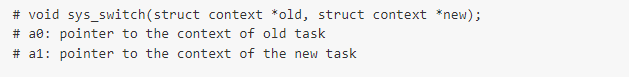 # void sys_switch(struct context *old, struct context *new);
# a0: pointer to the context of old task
# a1: pointer to the context of the new task